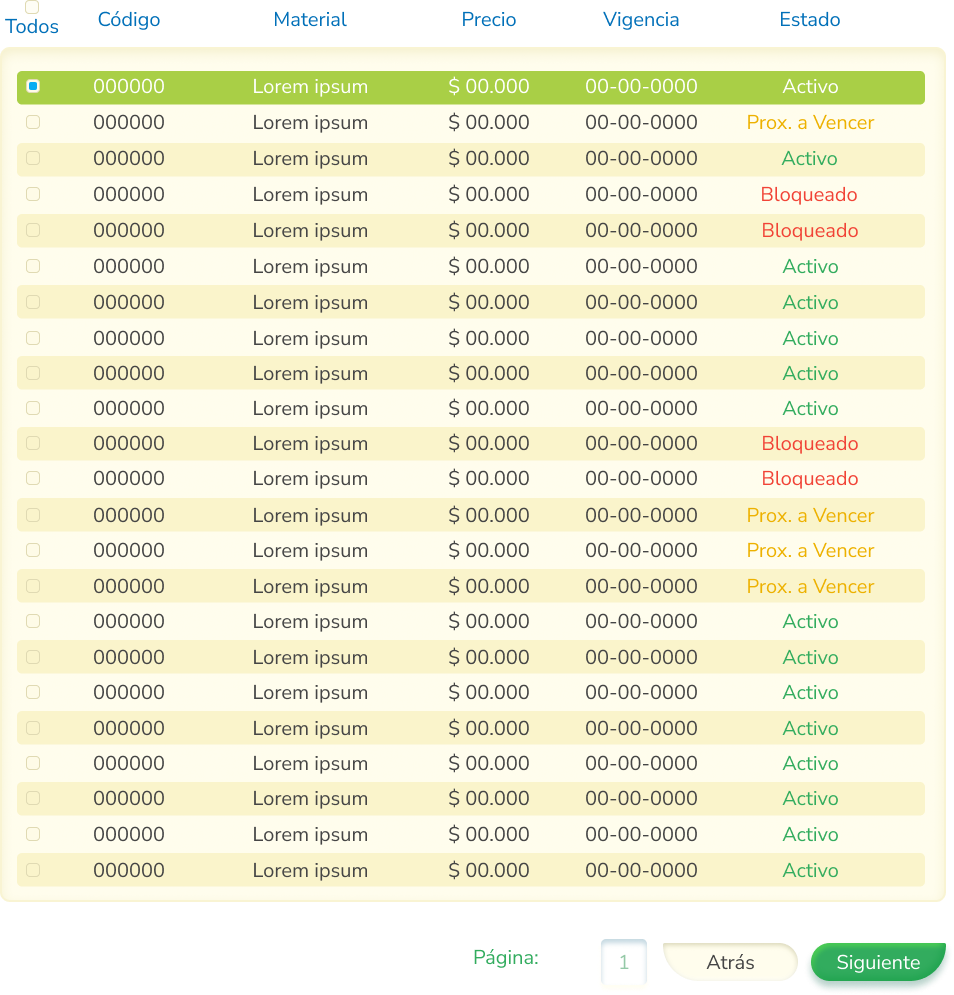 Todos Código Material Precio Vigencia Estado
000000 Lorem ipsum $ 00.000 00-00-0000 Activo
000000 Lorem ipsum $ 00.000 00-00-0000 Prox. a Vencer
000000 Lorem ipsum $ 00.000 00-00-0000 Activo
000000 Lorem ipsum $ 00.000 00-00-0000 Bloqueado
000000 Lorem ipsum $ 00.000 00-00-0000 Bloqueado
000000 Lorem ipsum $ 00.000 00-00-0000 Activo
000000 Lorem ipsum $ 00.000 00-00-0000 Activo
000000 Lorem ipsum $ 00.000 00-00-0000 Activo
000000 Lorem ipsum $ 00.000 00-00-0000 Activo
000000 Lorem ipsum $ 00.000 00-00-0000 Activo
000000 Lorem ipsum $ 00.000 00-00-0000 Bloqueado
000000 Lorem ipsum $ 00.000 00-00-0000 Bloqueado
000000 Lorem ipsum $ 00.000 00-00-0000 Prox. a Vencer
000000 Lorem ipsum $ 00.000 00-00-0000 Prox. a Vencer
000000 Lorem ipsum $ 00.000 00-00-0000 Prox. a Vencer
000000 Lorem ipsum $ 00.000 00-00-0000 Activo
000000 Lorem ipsum $ 00.000 00-00-0000 Activo
000000 Lorem ipsum $ 00.000 00-00-0000 Activo
000000 Lorem ipsum $ 00.000 00-00-0000 Activo
000000 Lorem ipsum $ 00.000 00-00-0000 Activo
000000 Lorem ipsum $ 00.000 00-00-0000 Activo
000000 Lorem ipsum $ 00.000 00-00-0000 Activo
000000 Lorem ipsum $ 00.000 00-00-0000 Activo
Página: 1 Atrás Siguiente